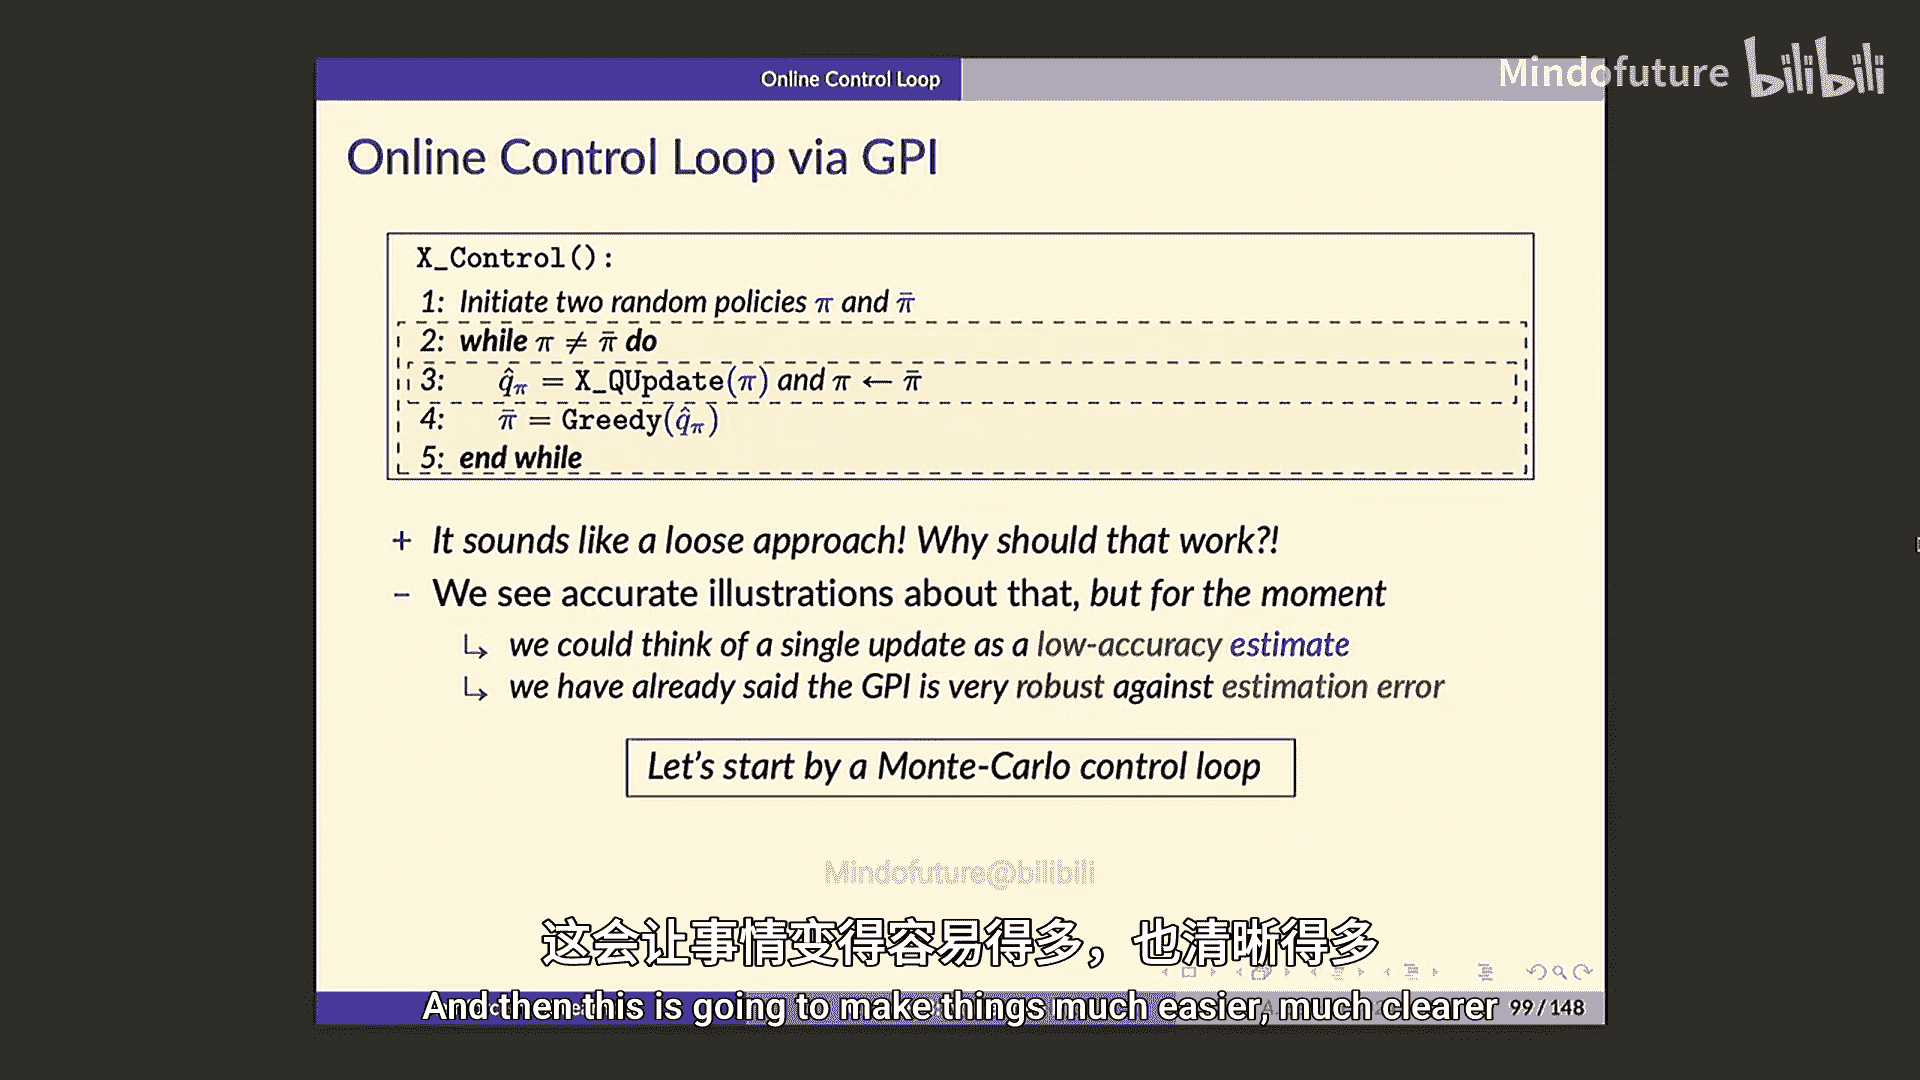 Online Control Loop
Mindofuture bilibili
Online Control Loop via GPI
X_Control():
1: Initiate two random policies π and π̄
2: while π ≠ π̄ do
3: q̂π = X_QUpdate(π) and π ← π̄
4: π̄ = Greedy(q̂π)
5: end while
+ It sounds like a loose approach! Why should that work?!
– We see accurate illustrations about that, but for the moment
↳ we could think of a single update as a low-accuracy estimate
↳ we have already said the GPI is very robust against estimation error
Let's start by a Monte-Carlo control loop
Mindofuture@bilibili
这会让事情变得容易得多，也清晰得多
And then this is going to make things much easier, much clearer
99 / 148